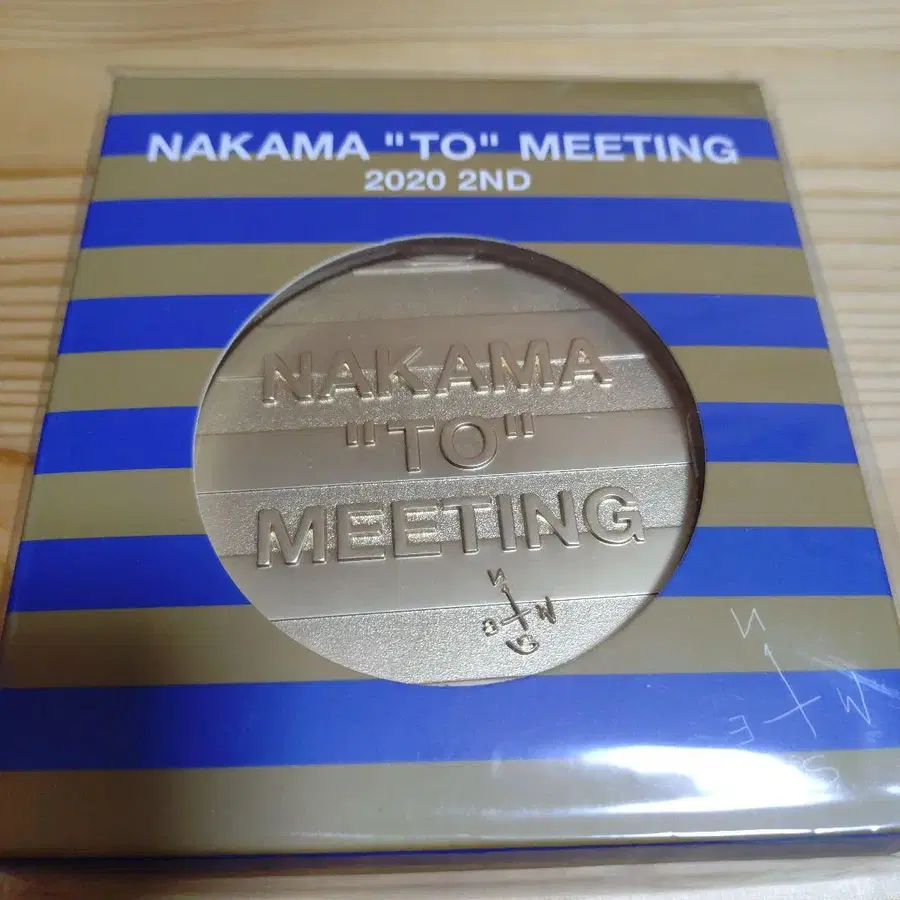 NAKAMA "TO" MEETING
2020 2ND
NAKAMA
"TO"
MEETING
N
W
S
N
E
M
S